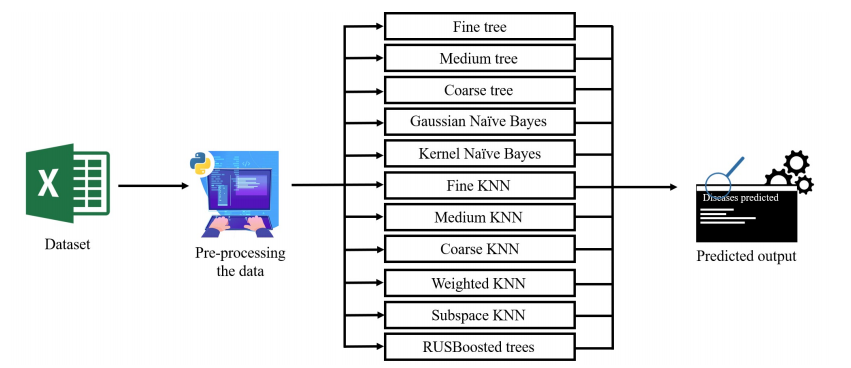 Fine tree
Medium tree
Coarse tree
Gaussian Naïve Bayes
Kernel Naïve Bayes
Fine KNN
Medium KNN
Coarse KNN
Weighted KNN
Subspace KNN
RUSBoosted trees
X
Dataset
Pre-processing
the data
Diseases predicted
Predicted output